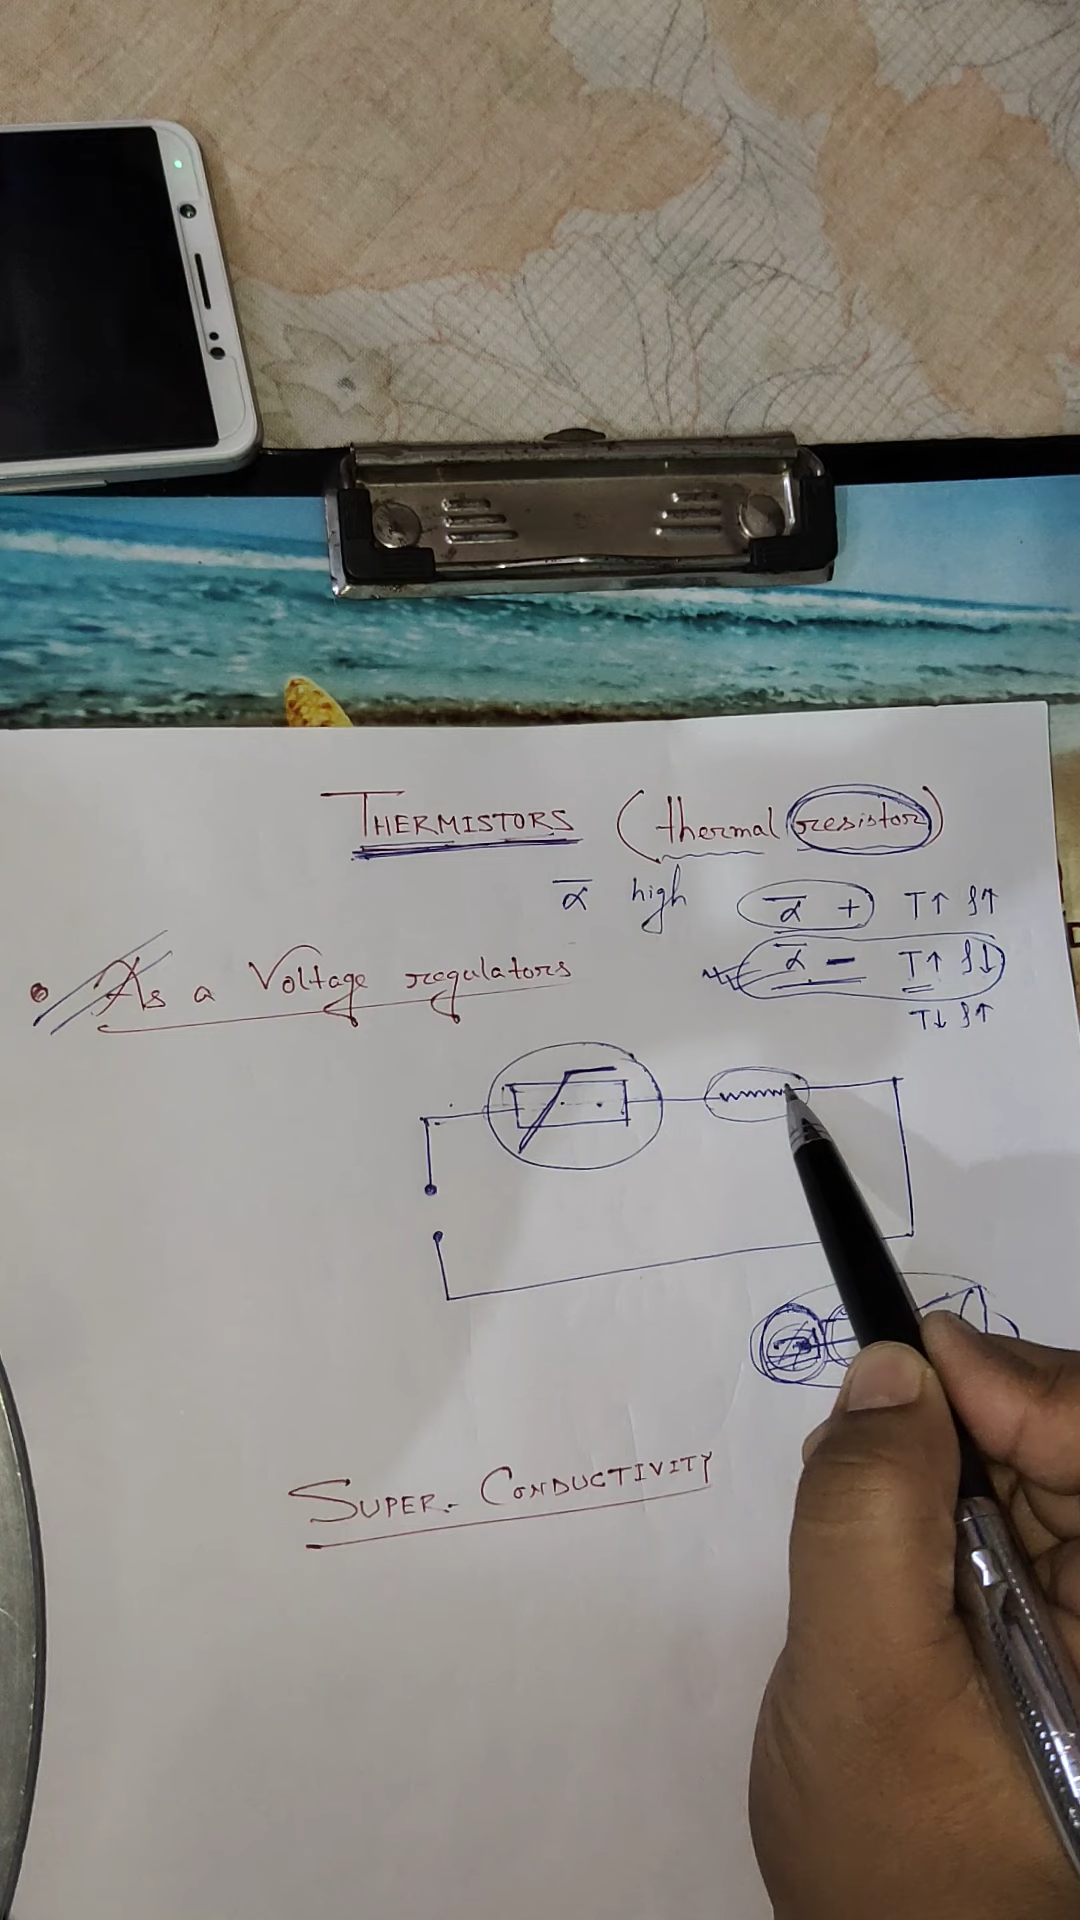 THERMISTORS (thermal resistor)
ᾱ high
ᾱ + T↑ ρ↑
ᾱ – T↑ ρ↓
T↓ ρ↑
• As a Voltage regulators
SUPER-CONDUCTIVITY